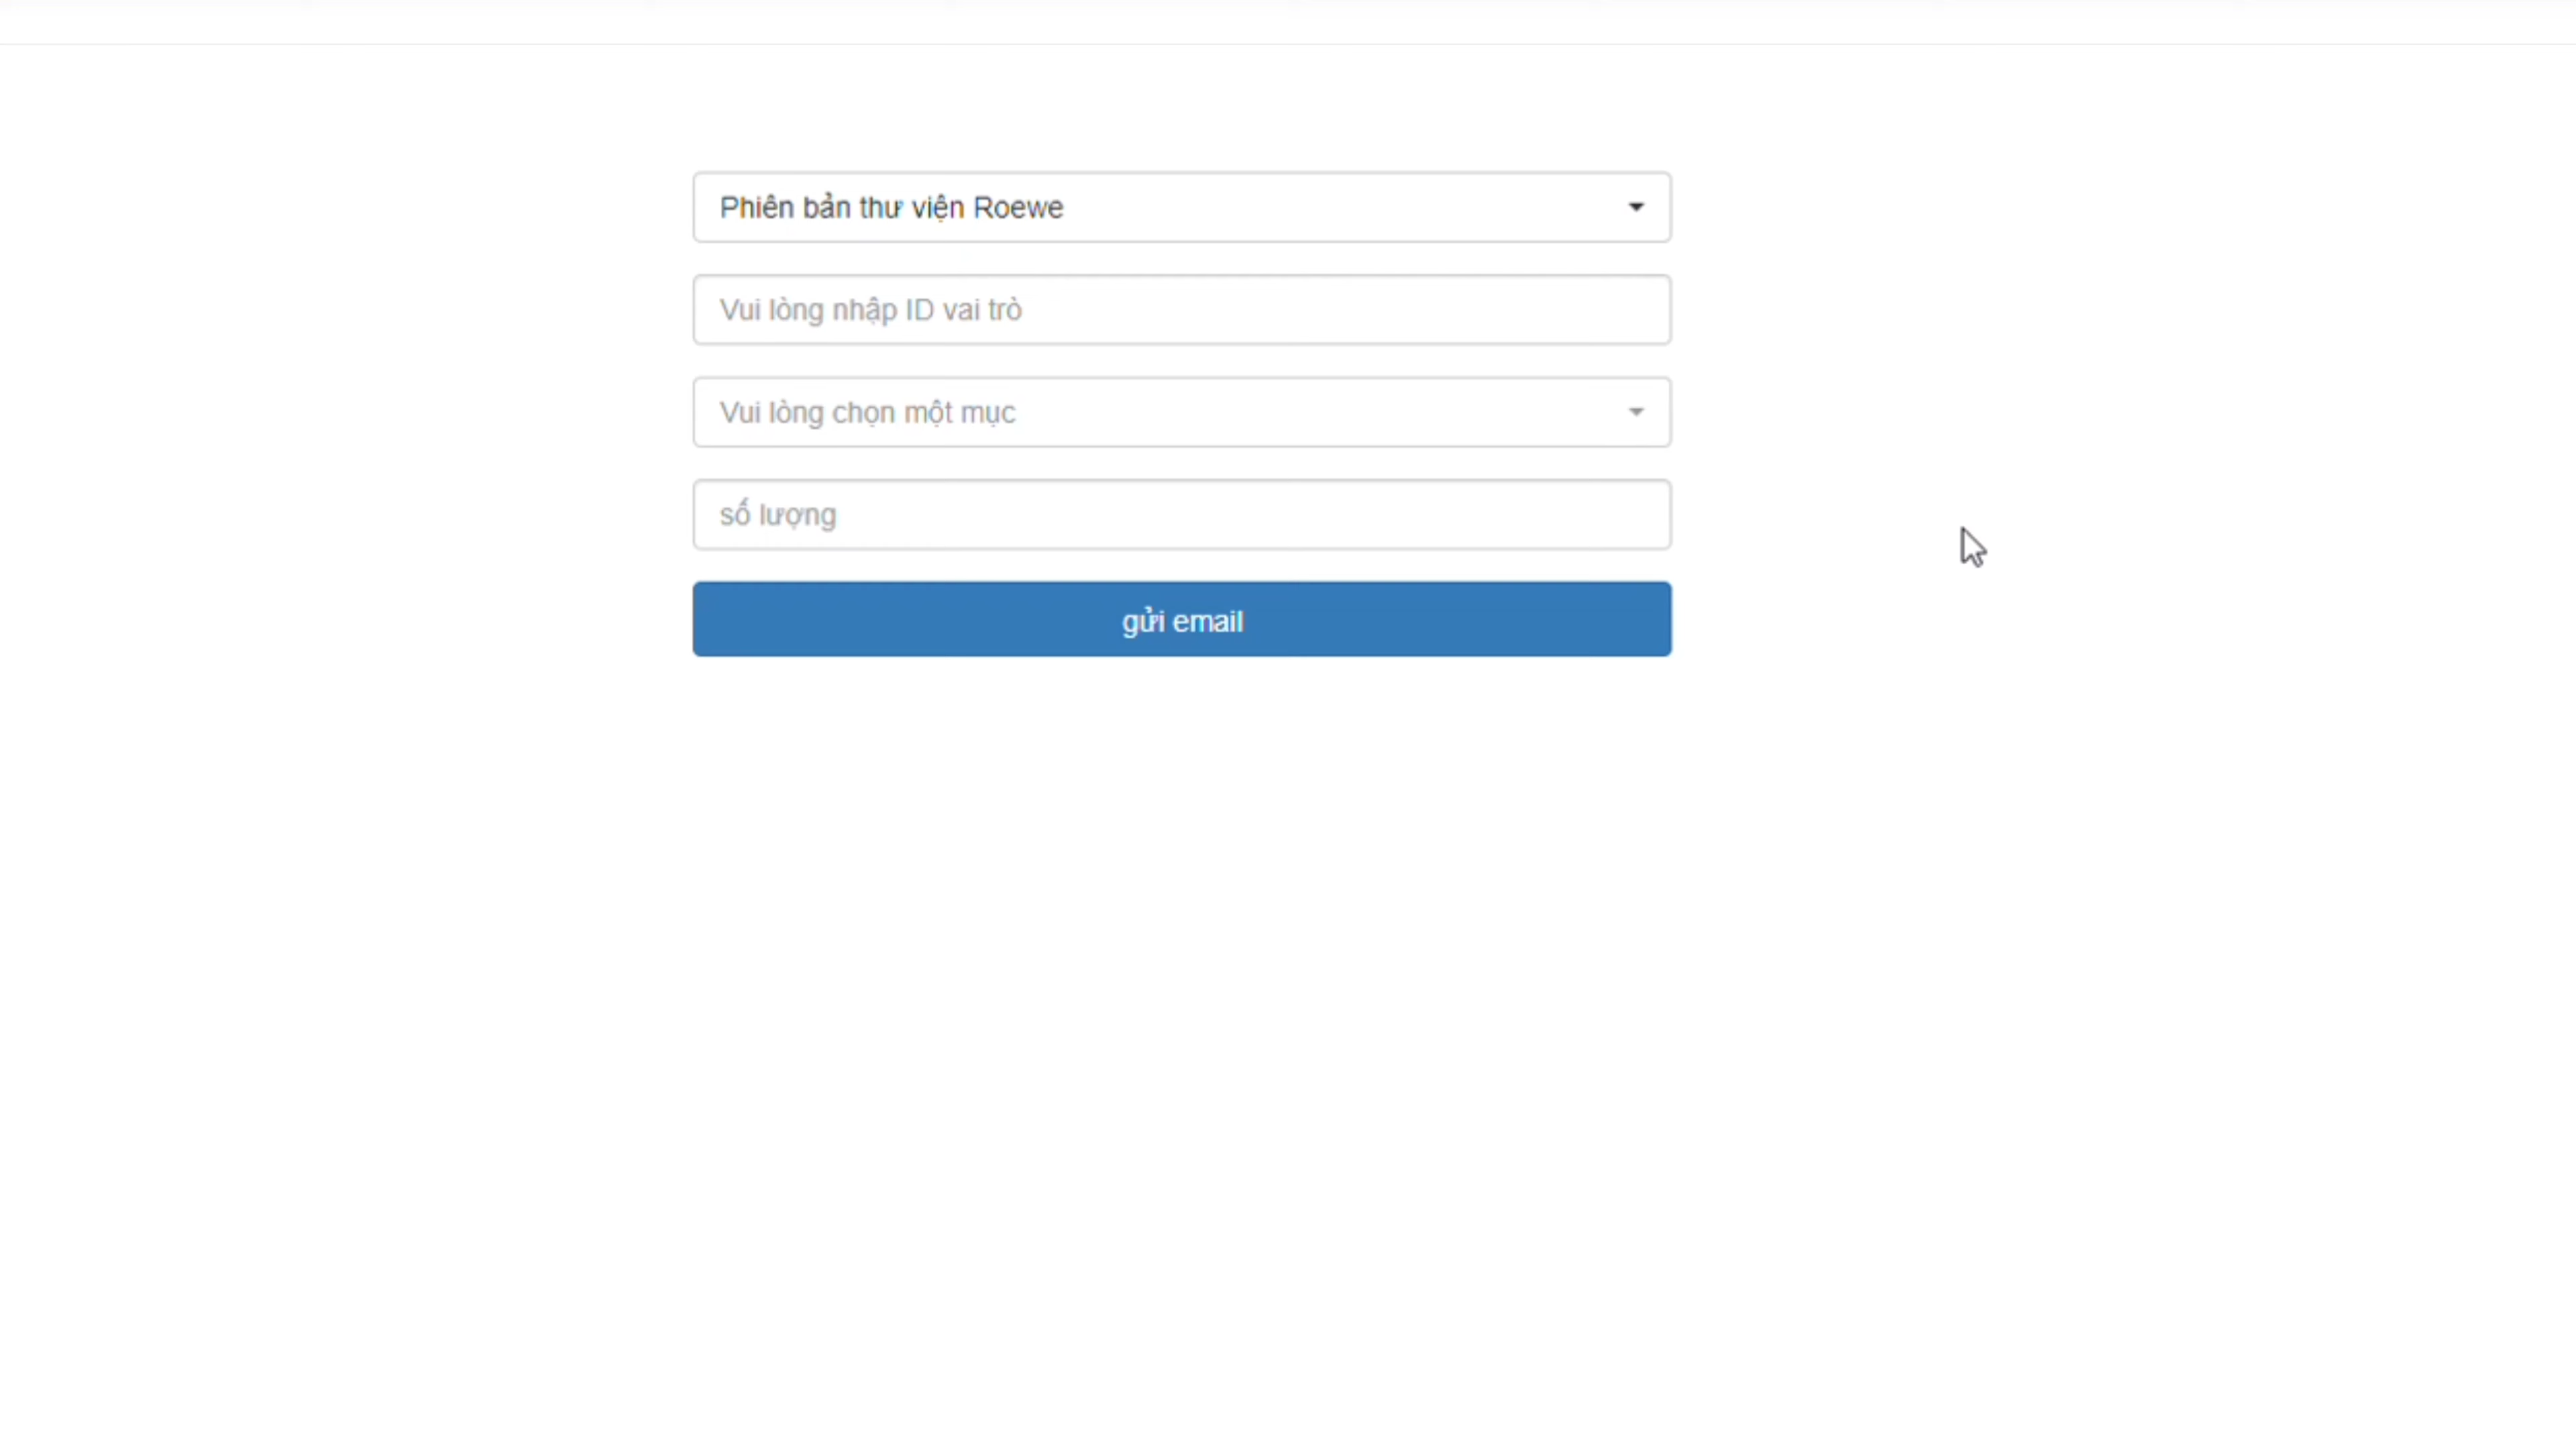 Phiên bản thư viện Roewe
Vui lòng nhập ID vai trò
Vui lòng chọn một mục
số lượng
gửi email